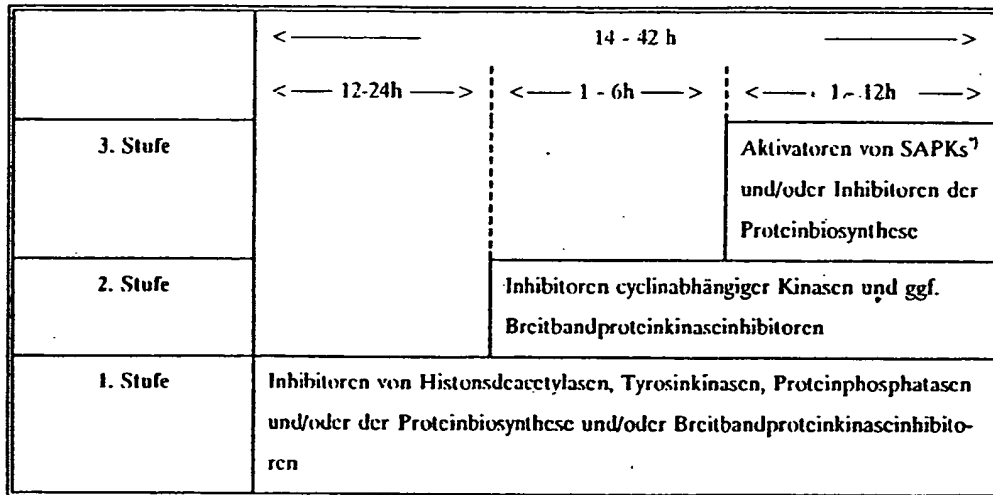 <—— 14 - 42 h ——>
<—— 12-24h ——> <—— 1 - 6h ——> <—— 1 - 12h ——>
3. Stufe
Aktivatoren von SAPKs*)
und/oder Inhibitoren der
Proteinbiosynthese
2. Stufe
Inhibitoren cyclinabhängiger Kinasen und ggf.
Breitbandproteinkinaseinhibitoren
1. Stufe
Inhibitoren von Histonsdeacetylasen, Tyrosinkinasen, Proteinphosphatasen
und/oder der Proteinbiosynthese und/oder Breitbandproteinkinaseinhibito-
ren